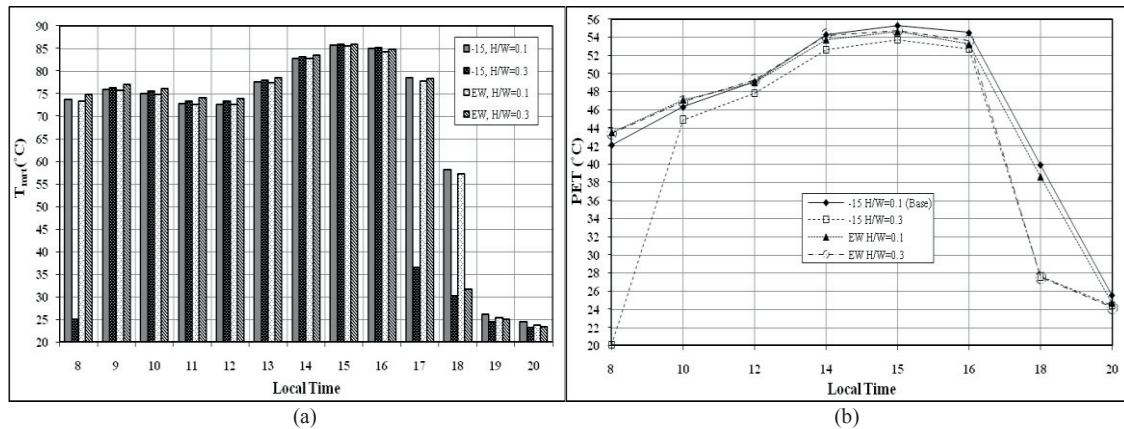 90
85
80
75
70
65
60
55
50
45
40
35
30
25
20
Tmrt(°C)
-15, H/W=0.1
-15, H/W=0.3
EW, H/W=0.1
EW, H/W=0.3
8 9 10 11 12 13 14 15 16 17 18 19 20
Local Time
(a)
56
54
52
50
48
46
44
42
40
38
36
34
32
30
28
26
24
22
20
PET (°C)
-15 H/W=0.1 (Base)
-15 H/W=0.3
EW H/W=0.1
EW H/W=0.3
8 10 12 14 15 16 18 20
Local Time
(b)